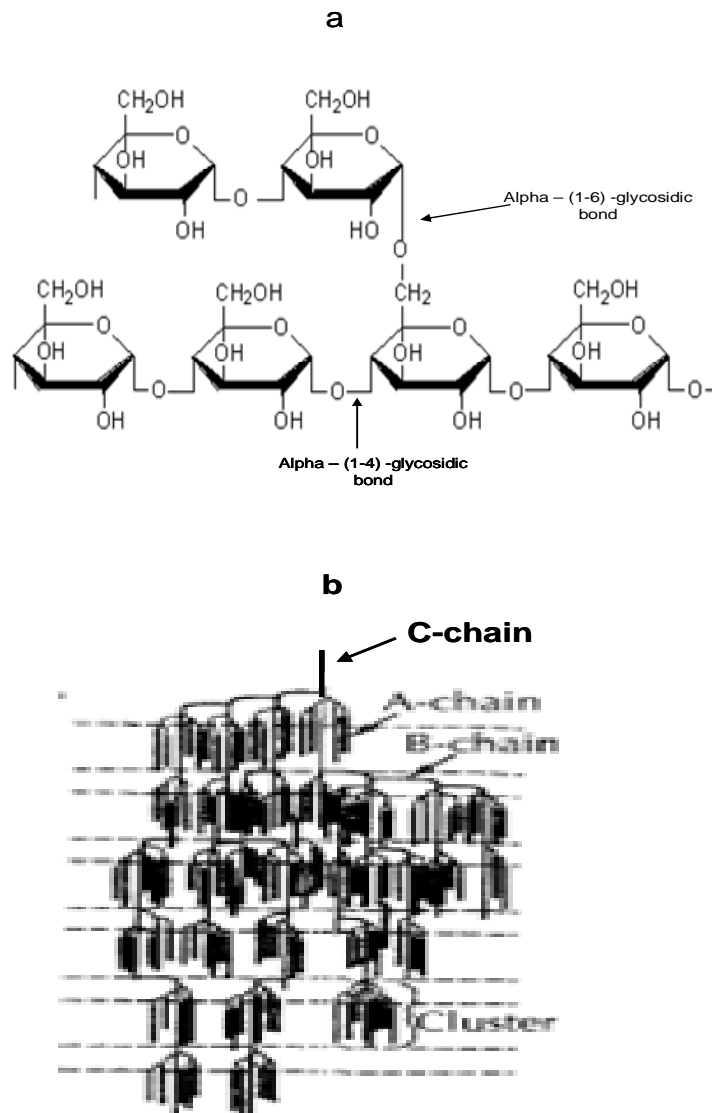 a
CH₂OH CH₂OH
O O
OH OH
O
OH HO
Alpha – (1-6) -glycosidic
bond
O
CH₂OH CH₂OH CH₂ CH₂OH
O O O O
OH OH OH OH
O O O O
OH OH OH OH
Alpha – (1-4) -glycosidic
bond
b
C-chain
A-chain
B-chain
Cluster